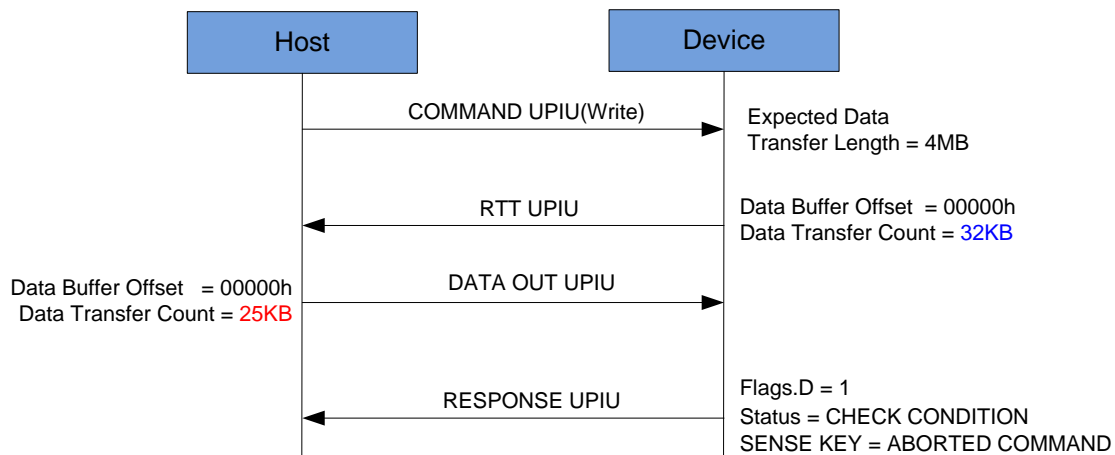 Host
Device
COMMAND UPIU(Write)
Expected Data
Transfer Length = 4MB
RTT UPIU
Data Buffer Offset = 00000h
Data Transfer Count = 32KB
Data Buffer Offset = 00000h
Data Transfer Count = 25KB
DATA OUT UPIU
RESPONSE UPIU
Flags.D = 1
Status = CHECK CONDITION
SENSE KEY = ABORTED COMMAND